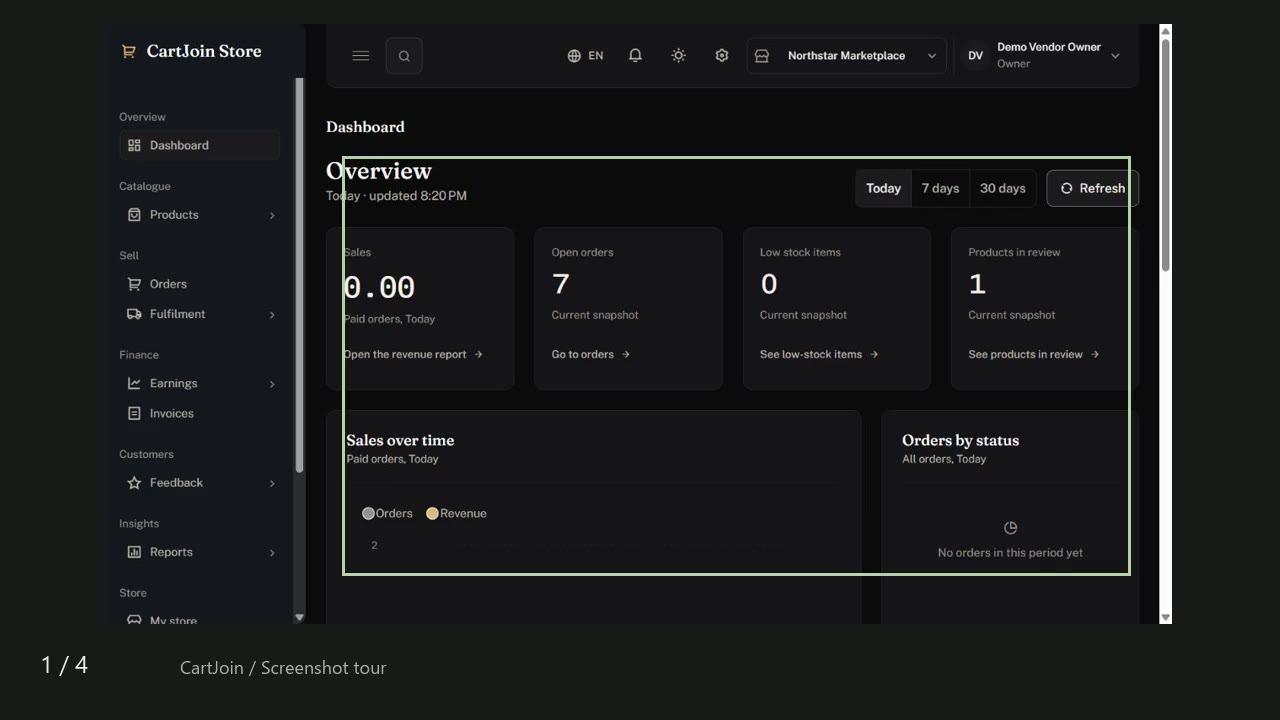 CartJoin Store
EN
Northstar Marketplace
DV
Demo Vendor Owner
Owner
Overview
Dashboard
Catalogue
Products
Sell
Orders
Fulfilment
Finance
Earnings
Invoices
Customers
Feedback
Insights
Reports
Store
My store
Dashboard
Overview
Today · updated 8:20 PM
Today
7 days
30 days
Refresh
Sales
0.00
Paid orders, Today
Open the revenue report →
Open orders
7
Current snapshot
Go to orders →
Low stock items
0
Current snapshot
See low-stock items →
Products in review
1
Current snapshot
See products in review →
Sales over time
Paid orders, Today
Orders
Revenue
2
Orders by status
All orders, Today
No orders in this period yet
1 / 4
CartJoin / Screenshot tour